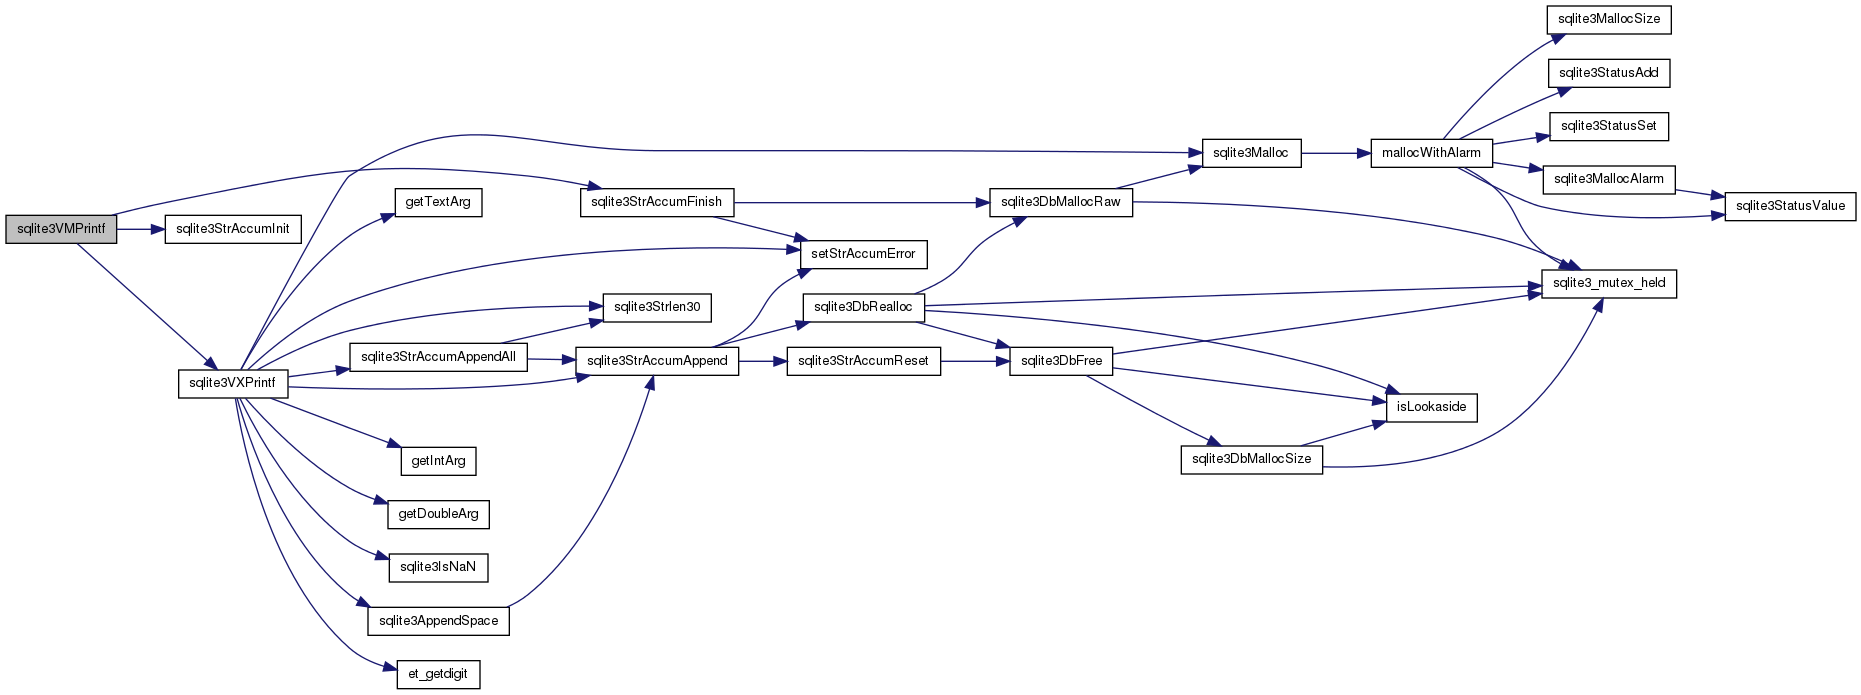 sqlite3MallocSize
sqlite3StatusAdd
sqlite3StatusSet
sqlite3Malloc
mallocWithAlarm
sqlite3MallocAlarm
getTextArg
sqlite3StrAccumFinish
sqlite3DbMallocRaw
sqlite3StatusValue
sqlite3VMPrintf
sqlite3StrAccumInit
setStrAccumError
sqlite3_mutex_held
sqlite3Strlen30
sqlite3DbRealloc
sqlite3StrAccumAppendAll
sqlite3StrAccumAppend
sqlite3StrAccumReset
sqlite3DbFree
sqlite3VXPrintf
isLookaside
getIntArg
sqlite3DbMallocSize
getDoubleArg
sqlite3IsNaN
sqlite3AppendSpace
et_getdigit